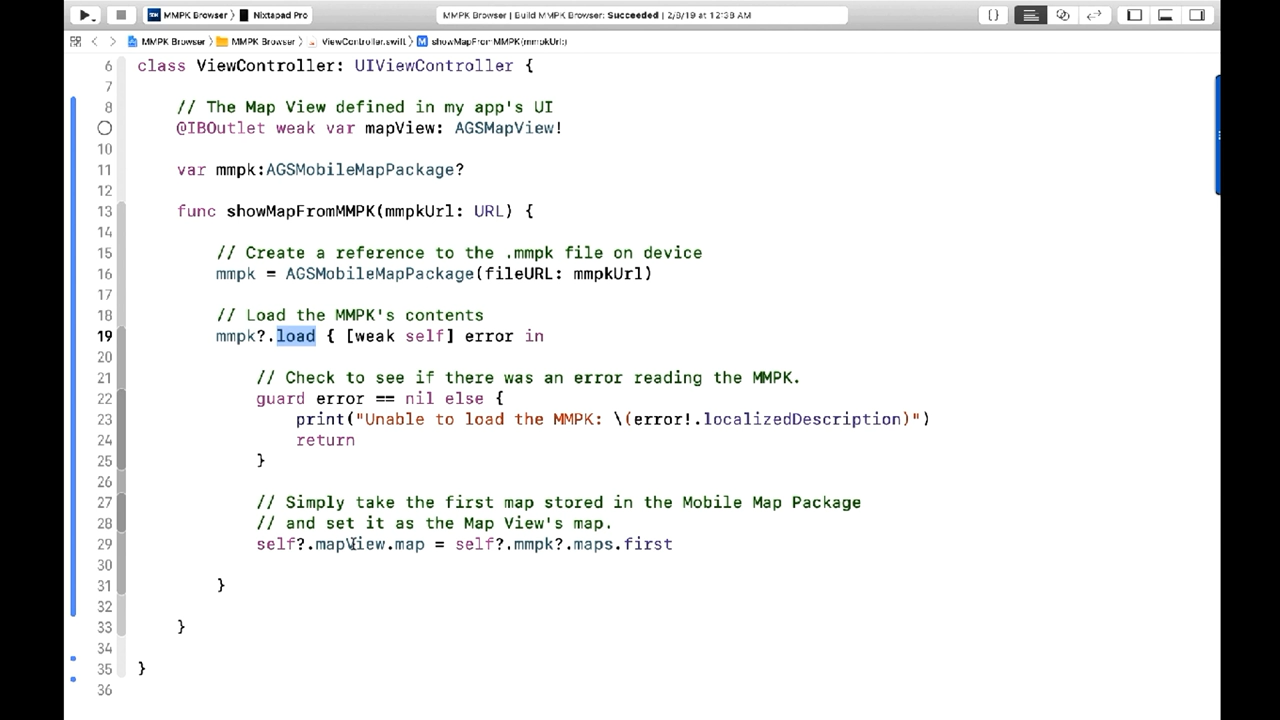 MMPK Browser 〉 Nixtapad Pro
MMPK Browser | Build MMPK Browser: Succeeded | 2/8/19 at 12:38 AM
MMPK Browser 〉 MMPK Browser 〉 ViewController.swift 〉 M showMapFromMMPK(mmpkUrl:)
6 class ViewController: UIViewController {
7
8 // The Map View defined in my app's UI
@IBOutlet weak var mapView: AGSMapView!
10
11 var mmpk:AGSMobileMapPackage?
12
13 func showMapFromMMPK(mmpkUrl: URL) {
14
15 // Create a reference to the .mmpk file on device
16 mmpk = AGSMobileMapPackage(fileURL: mmpkUrl)
17
18 // Load the MMPK's contents
19 mmpk?.load { [weak self] error in
20
21 // Check to see if there was an error reading the MMPK.
22 guard error == nil else {
23 print("Unable to load the MMPK: \(error!.localizedDescription)")
24 return
25 }
26
27 // Simply take the first map stored in the Mobile Map Package
28 // and set it as the Map View's map.
29 self?.mapView.map = self?.mmpk?.maps.first
30
31 }
32
33 }
34
35 }
36